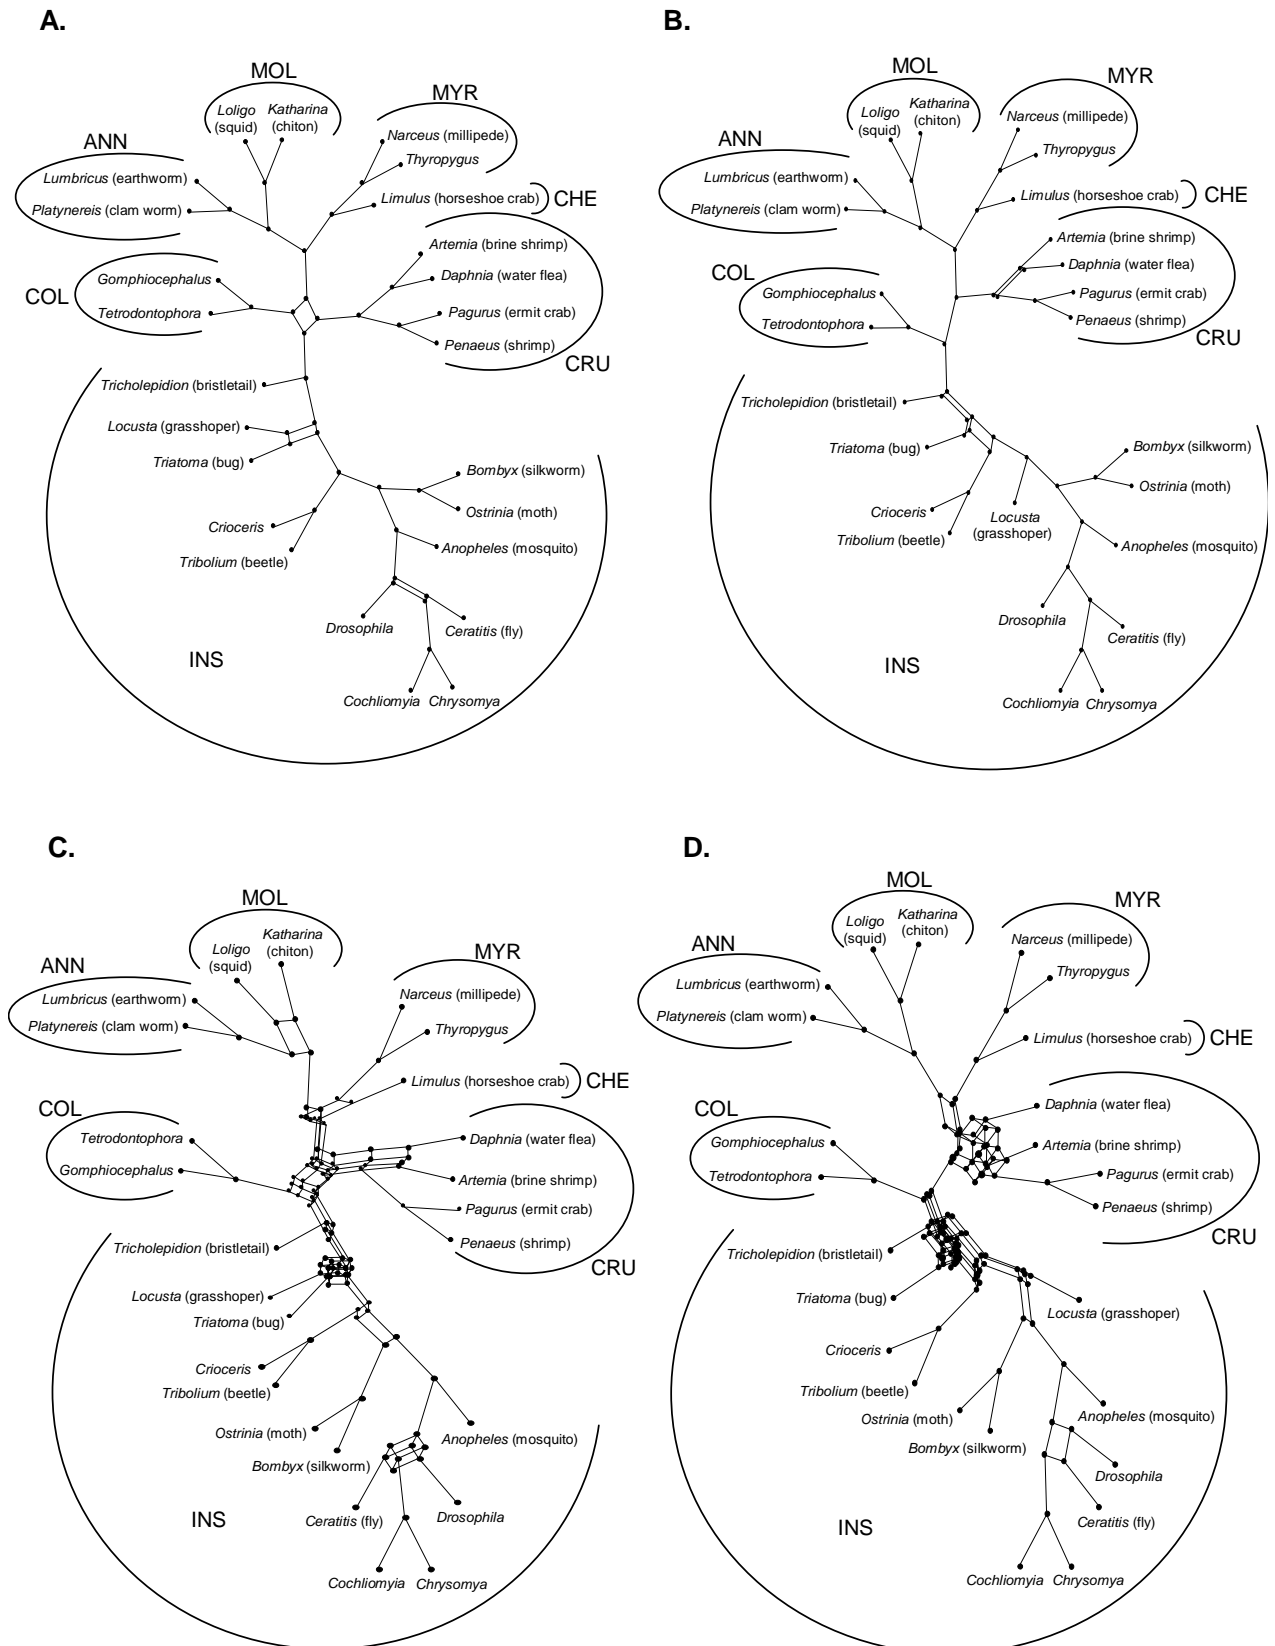 A.
MOL
Loligo
(squid)
Katharina
(chiton)
MYR
Narceus (millipede)
Thyropygus
ANN
Lumbricus (earthworm)
Platynereis (clam worm)
Limulus (horseshoe crab)
CHE
Artemia (brine shrimp)
Daphnia (water flea)
Pagurus (ermit crab)
Penaeus (shrimp)
CRU
COL
Gomphiocephalus
Tetrodontophora
Tricholepidion (bristletail)
Locusta (grasshoper)
Triatoma (bug)
Bombyx (silkworm)
Ostrinia (moth)
Crioceris
Tribolium (beetle)
Anopheles (mosquito)
Drosophila
Ceratitis (fly)
INS
Cochliomyia
Chrysomya
B.
MOL
Loligo
(squid)
Katharina
(chiton)
MYR
Narceus (millipede)
Thyropygus
ANN
Lumbricus (earthworm)
Platynereis (clam worm)
Limulus (horseshoe crab)
CHE
Artemia (brine shrimp)
Daphnia (water flea)
Pagurus (ermit crab)
Penaeus (shrimp)
CRU
COL
Gomphiocephalus
Tetrodontophora
Tricholepidion (bristletail)
Triatoma (bug)
Bombyx (silkworm)
Ostrinia (moth)
Crioceris
Tribolium (beetle)
Locusta
(grasshoper)
Anopheles (mosquito)
Drosophila
Ceratitis (fly)
INS
Cochliomyia
Chrysomya
C.
MOL
Loligo
(squid)
Katharina
(chiton)
MYR
Narceus (millipede)
Thyropygus
ANN
Lumbricus (earthworm)
Platynereis (clam worm)
Limulus (horseshoe crab)
CHE
COL
Tetrodontophora
Gomphiocephalus
Daphnia (water flea)
Artemia (brine shrimp)
Pagurus (ermit crab)
Penaeus (shrimp)
CRU
Tricholepidion (bristletail)
Locusta (grasshoper)
Triatoma (bug)
Crioceris
Tribolium (beetle)
Ostrinia (moth)
Bombyx (silkworm)
Anopheles (mosquito)
Ceratitis (fly)
Drosophila
INS
Cochliomyia
Chrysomya
D.
MOL
Loligo
(squid)
Katharina
(chiton)
MYR
Narceus (millipede)
Thyropygus
ANN
Lumbricus (earthworm)
Platynereis (clam worm)
Limulus (horseshoe crab)
CHE
COL
Gomphiocephalus
Tetrodontophora
Daphnia (water flea)
Artemia (brine shrimp)
Pagurus (ermit crab)
Penaeus (shrimp)
CRU
Tricholepidion (bristletail)
Triatoma (bug)
Locusta (grasshoper)
Crioceris
Tribolium (beetle)
Ostrinia (moth)
Bombyx (silkworm)
Anopheles (mosquito)
Drosophila
Ceratitis (fly)
INS
Cochliomyia
Chrysomya